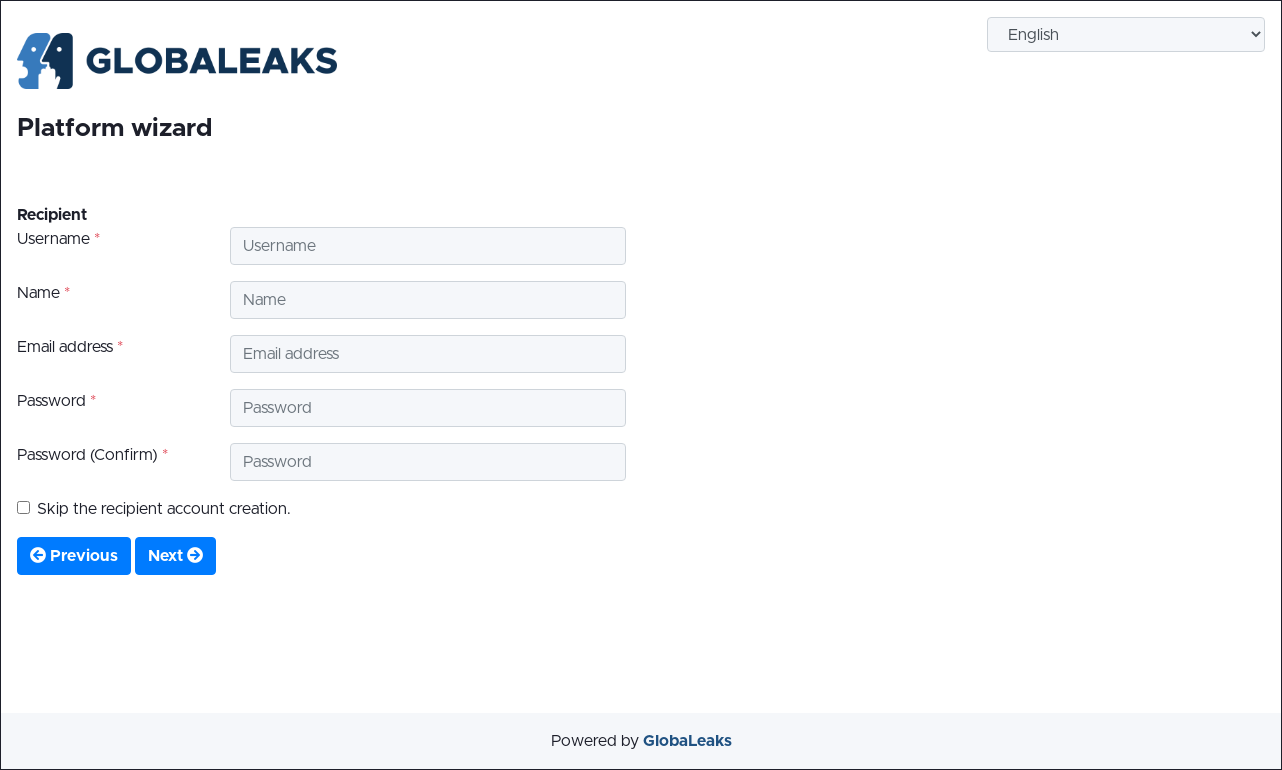 English
GLOBALEAKS
Platform wizard
Recipient
Username *
Username
Name *
Name
Email address *
Email address
Password *
Password
Password (Confirm) *
Password
Skip the recipient account creation.
Previous
Next
Powered by GlobaLeaks